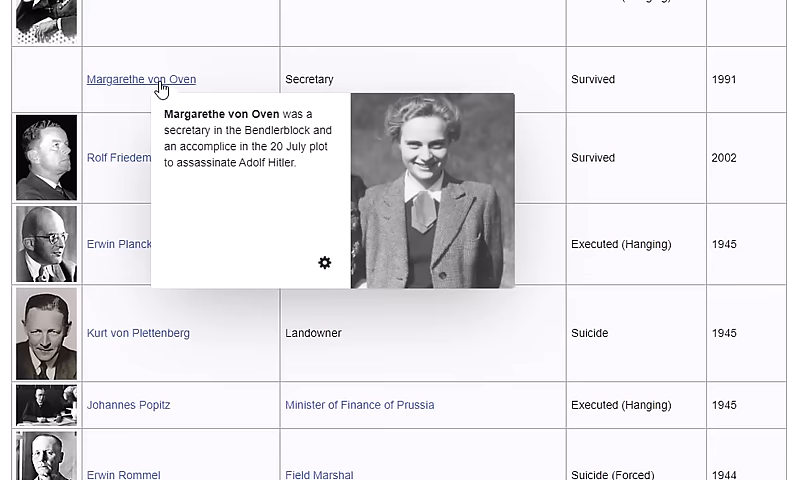 Margarethe von Oven Secretary Survived 1991
Margarethe von Oven was a
secretary in the Bendlerblock and
an accomplice in the 20 July plot
to assassinate Adolf Hitler.
Rolf Friedem Survived 2002
Erwin Planck Executed (Hanging) 1945
Kurt von Plettenberg Landowner Suicide 1945
Johannes Popitz Minister of Finance of Prussia Executed (Hanging) 1945
Erwin Rommel Field Marshal Suicide (Forced) 1944